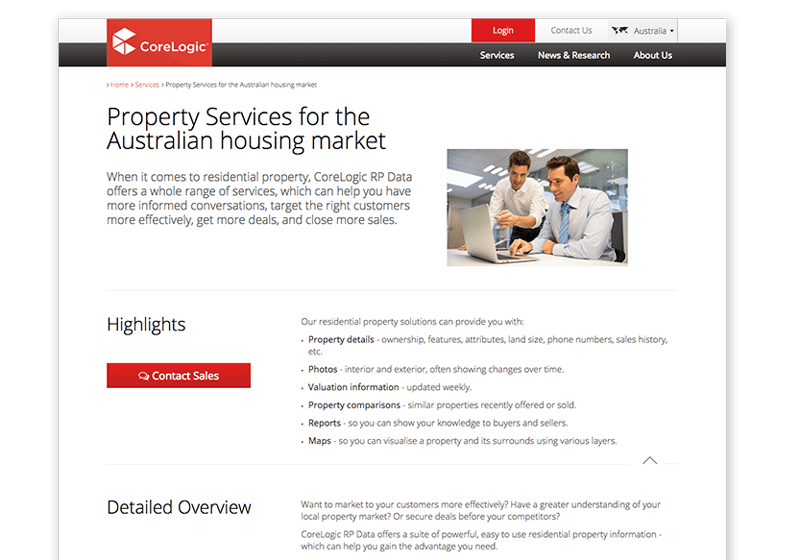 CoreLogic®
Login
Contact Us
Australia
Services
News & Research
About Us
Home Services Property Services for the Australian housing market
Property Services for the
Australian housing market
When it comes to residential property, CoreLogic RP Data
offers a whole range of services, which can help you have
more informed conversations, target the right customers
more effectively, get more deals, and close more sales.
Highlights
Contact Sales
Our residential property solutions can provide you with:
Property details - ownership, features, attributes, land size, phone numbers, sales history,
etc.
Photos - interior and exterior, often showing changes over time.
Valuation information - updated weekly.
Property comparisons - similar properties recently offered or sold.
Reports - so you can show your knowledge to buyers and sellers.
Maps - so you can visualise a property and its surrounds using various layers.
Detailed Overview
Want to market to your customers more effectively? Have a greater understanding of your
local property market? Or secure deals before your competitors?
CoreLogic RP Data offers a suite of powerful, easy to use residential property information -
which can help you gain the advantage you need.